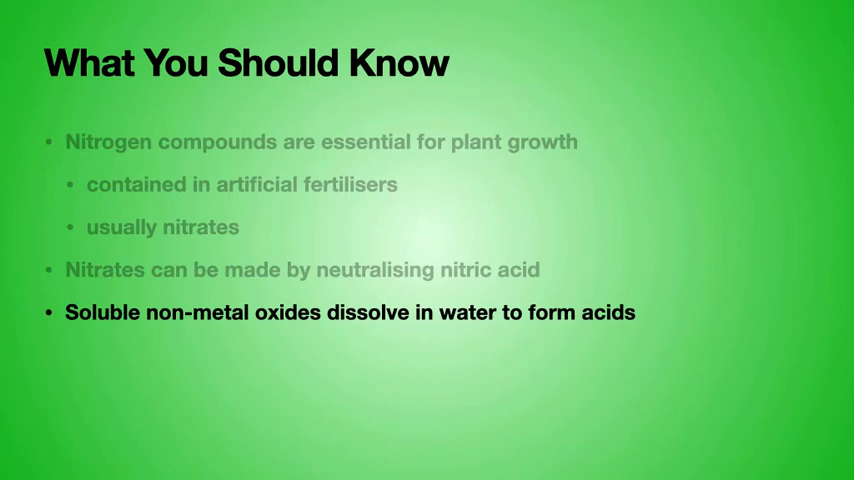 What You Should Know
• Nitrogen compounds are essential for plant growth
• contained in artificial fertilisers
• usually nitrates
• Nitrates can be made by neutralising nitric acid
• Soluble non-metal oxides dissolve in water to form acids